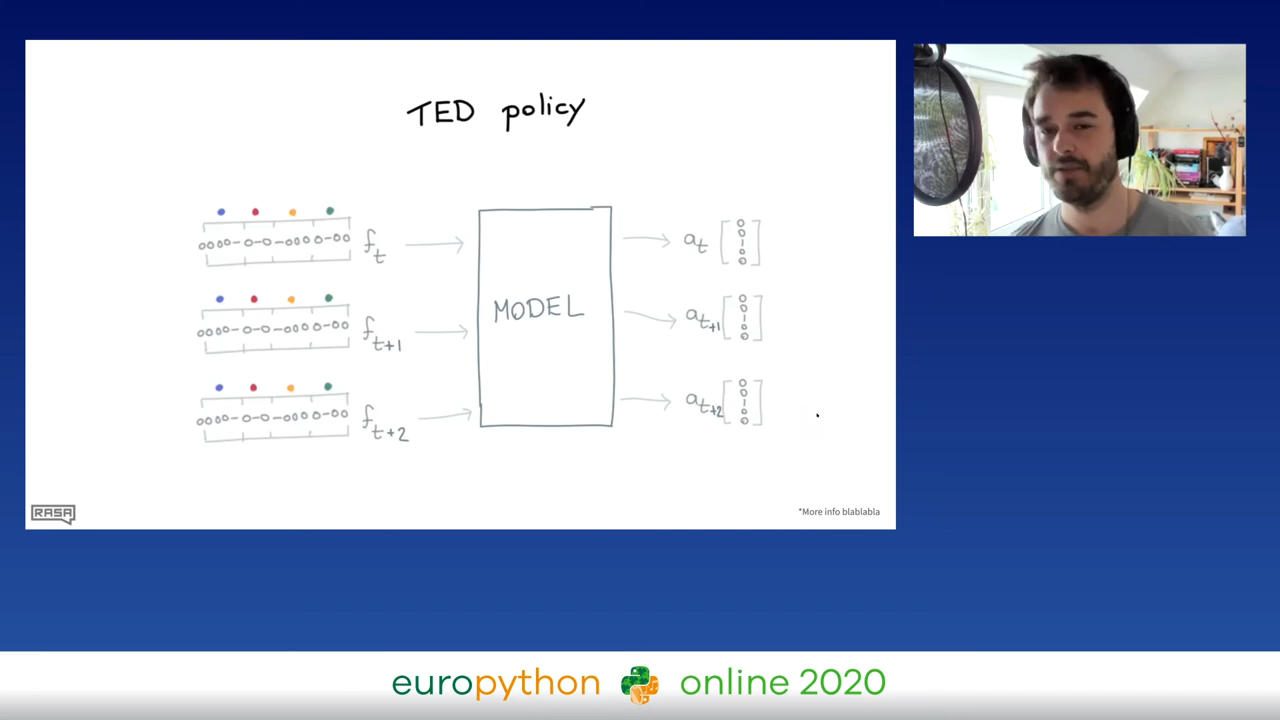 TED policy
f t
MODEL
a t
f t+1
a t+1
f t+2
a t+2
RASA
*More info blablabla
europython online 2020